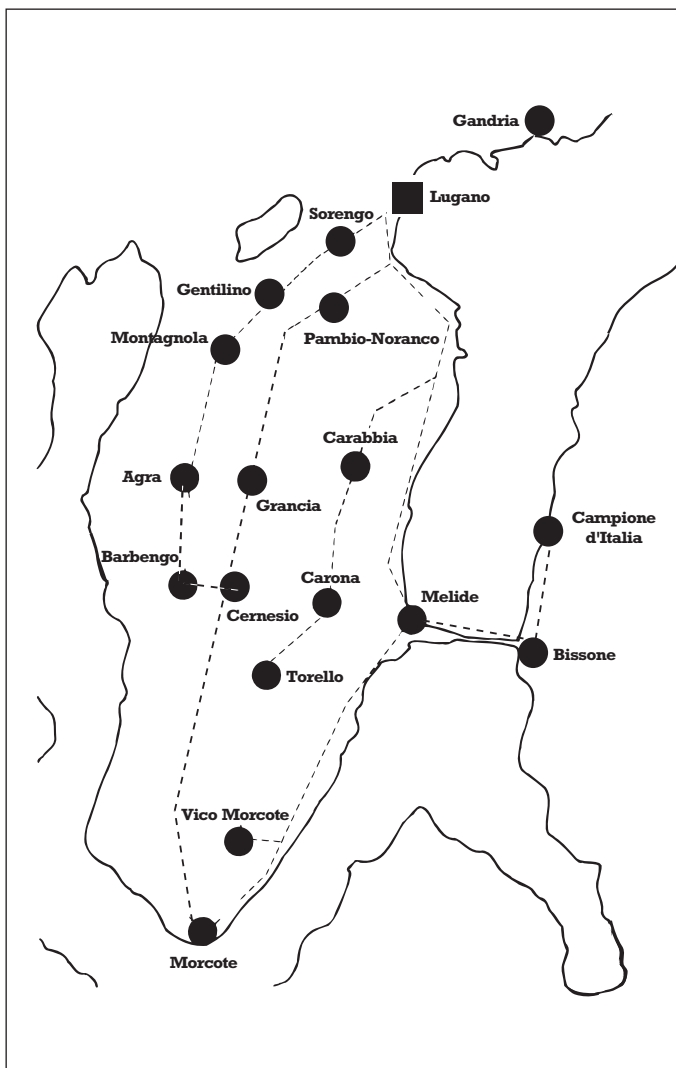 Gandria
Lugano
Sorengo
Gentilino
Montagnola
Pambio-Noranco
Carabbia
Agra
Grancia
Campione
d'Italia
Barbengo
Carona
Melide
Cernesio
Bissone
Torello
Vico Morcote
Morcote